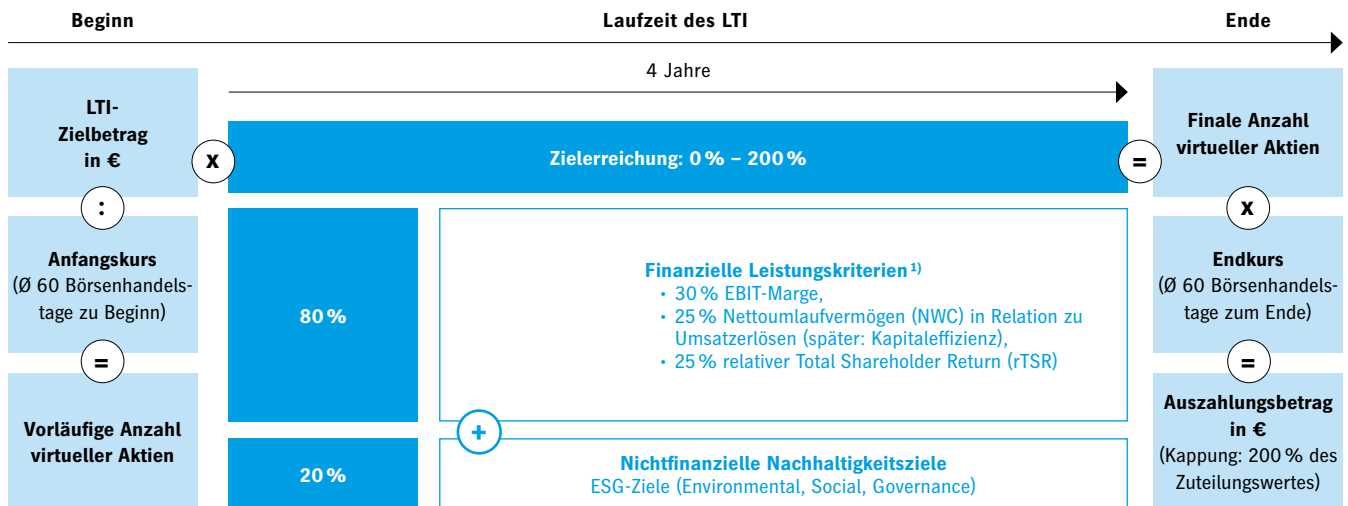 Beginn
Laufzeit des LTI
Ende
4 Jahre
LTI-
Zielbetrag
in €
x
Zielerreichung: 0 % – 200 %
=
Finale Anzahl
virtueller Aktien
:
x
Anfangskurs
(Ø 60 Börsenhandels-
tage zu Beginn)
=
Vorläufige Anzahl
virtueller Aktien
80 %
Finanzielle Leistungskriterien 1)
• 30 % EBIT-Marge,
• 25 % Nettoumlaufvermögen (NWC) in Relation zu
Umsatzerlösen (später: Kapitaleffizienz),
• 25 % relativer Total Shareholder Return (rTSR)
+
20 %
Nichtfinanzielle Nachhaltigkeitsziele
ESG-Ziele (Environmental, Social, Governance)
Endkurs
(Ø 60 Börsenhandels-
tage zum Ende)
=
Auszahlungsbetrag
in €
(Kappung: 200 % des
Zuteilungswertes)